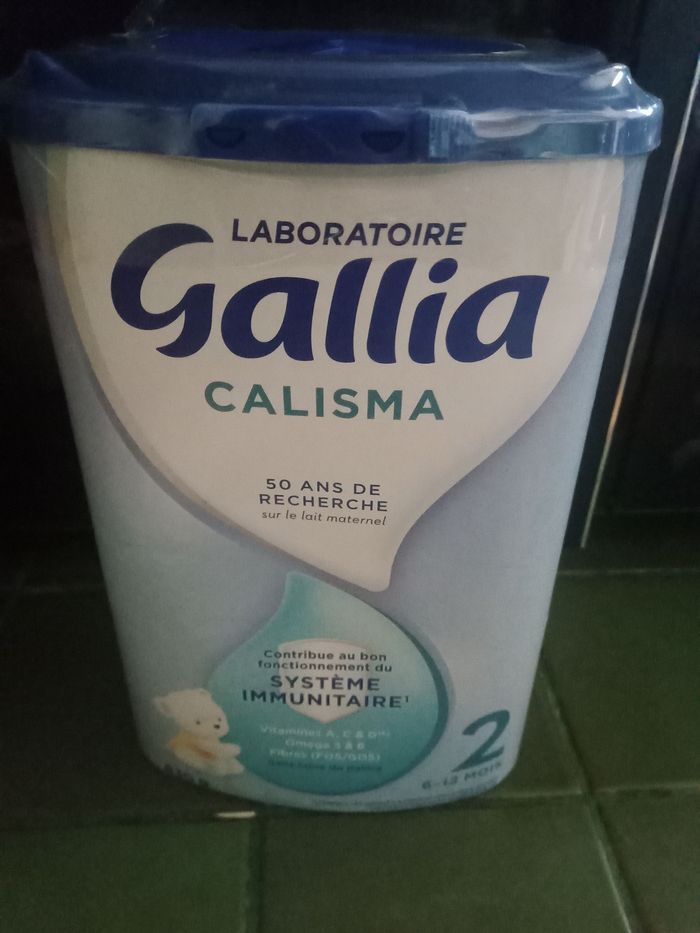 LABORATOIRE
Gallia
CALISMA
50 ANS DE
RECHERCHE
sur le lait maternel
Contribue au bon
fonctionnement du
SYSTÈME
IMMUNITAIRE¹
Vitamines A, C & D
Omega 3 & 6
Fibres (FOS/GOS)
2
6-12 MOIS